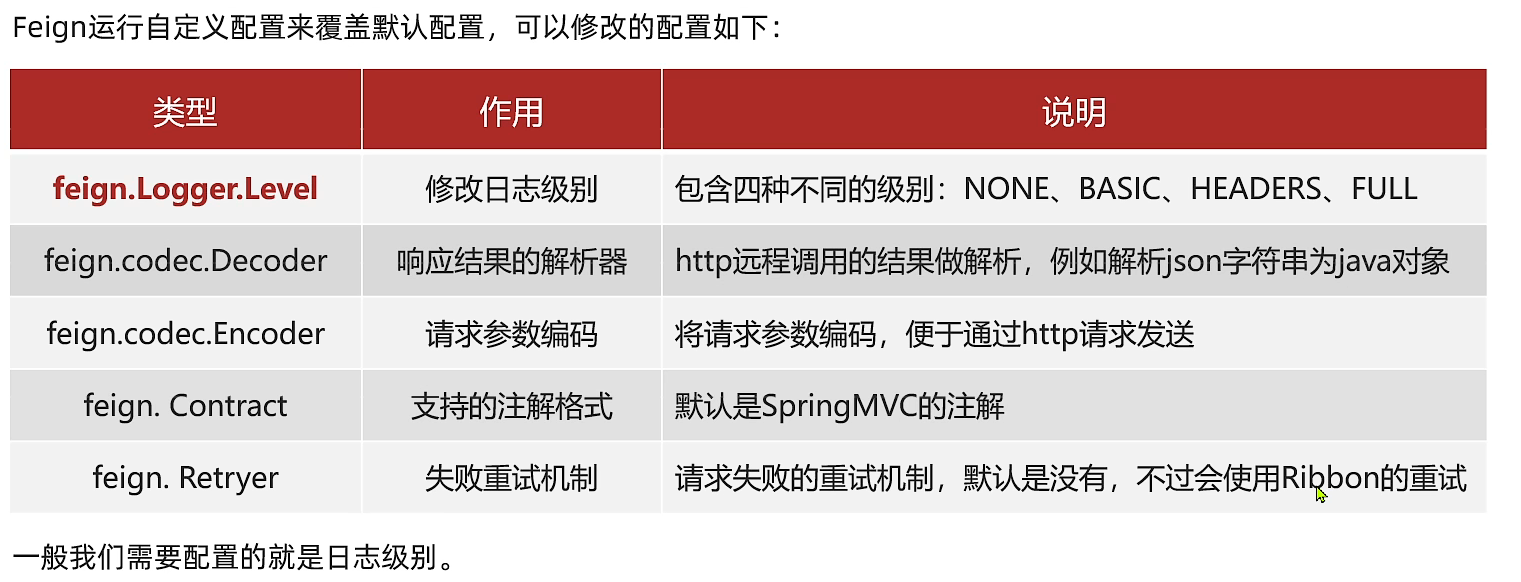 Feign运行自定义配置来覆盖默认配置，可以修改的配置如下：
类型 作用 说明
feign.Logger.Level 修改日志级别 包含四种不同的级别：NONE、BASIC、HEADERS、FULL
feign.codec.Decoder 响应结果的解析器 http远程调用的结果做解析，例如解析json字符串为java对象
feign.codec.Encoder 请求参数编码 将请求参数编码，便于通过http请求发送
feign. Contract 支持的注解格式 默认是SpringMVC的注解
feign. Retryer 失败重试机制 请求失败的重试机制，默认是没有，不过会使用Ribbon的重试
一般我们需要配置的就是日志级别。